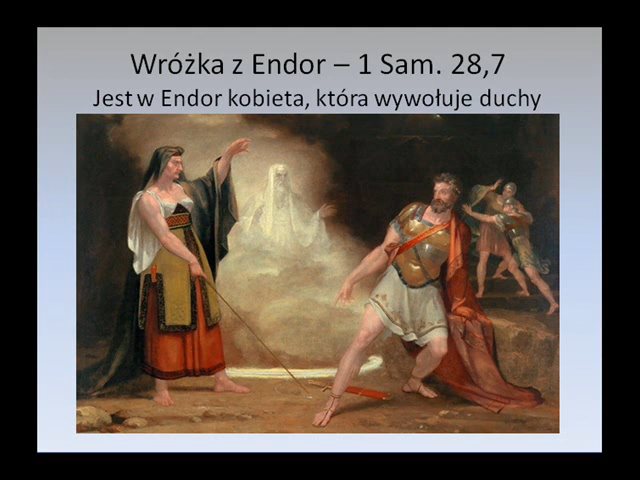 Wróżka z Endor – 1 Sam. 28,7
Jest w Endor kobieta, która wywołuje duchy